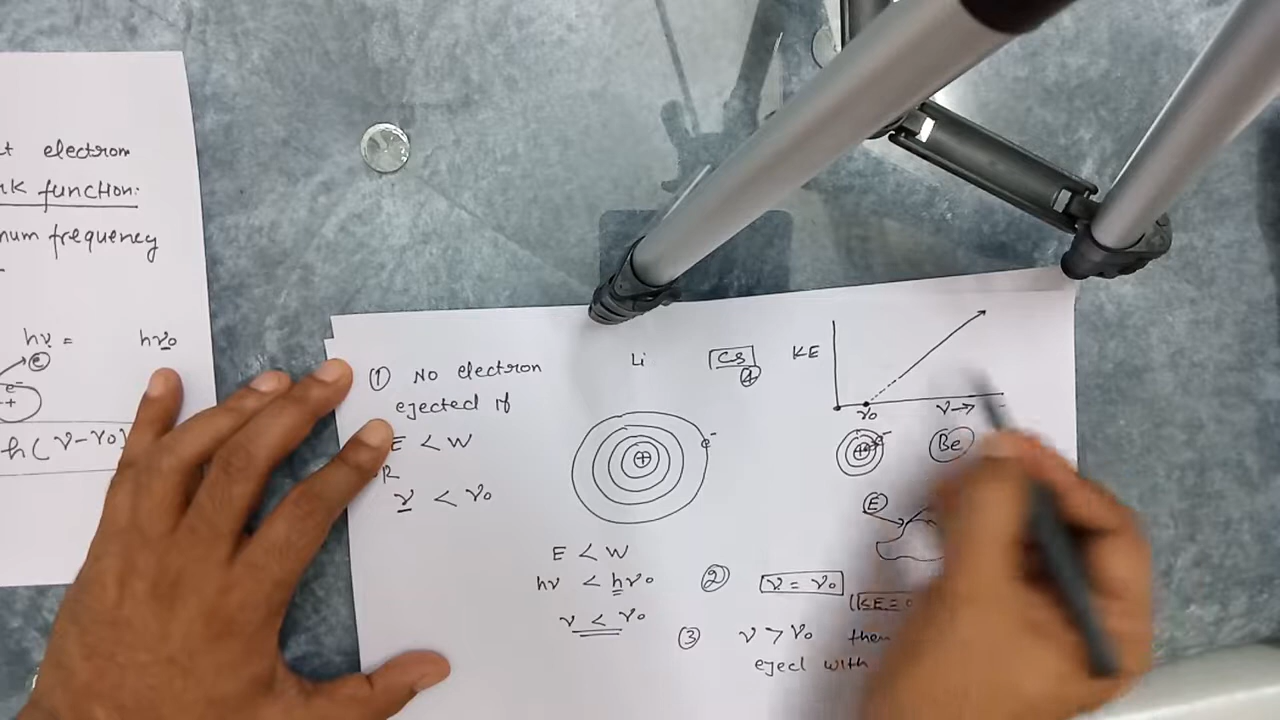 electron
function:
frequency
hν = hν₀
e
e⁻
+
h(ν-ν₀)
① No electron
ejected if
E < W
ν < ν₀
Li
Cs
e⁻
+
E < W
hν < hν₀
ν < ν₀
KE
ν₀
ν→
e⁻
Be
E
② ν = ν₀
③ ν > ν₀ then
eject with